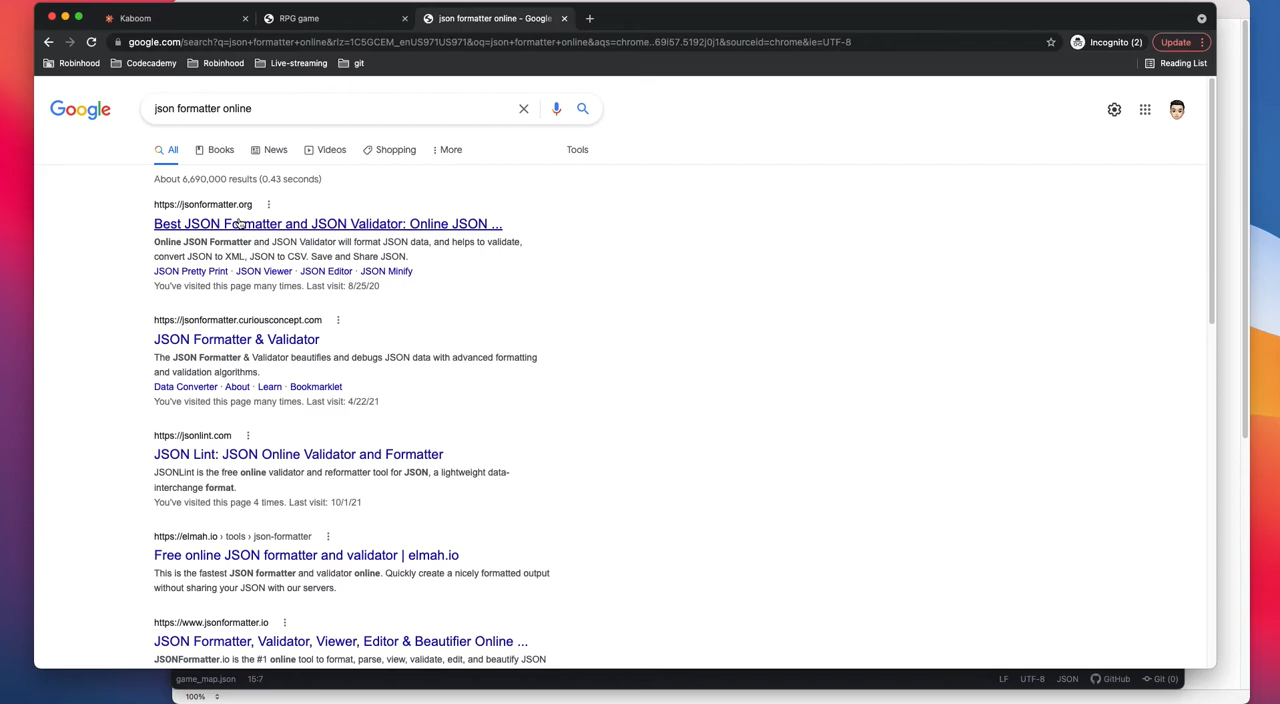 Kaboom
RPG game
json formatter online - Google
google.com/search?q=json+formatter+online&rlz=1C5GCEM_enUS971US971&oq=json+formatter+online&aqs=chrome..69i57.5192j0j1&sourceid=chrome&ie=UTF-8
Incognito (2)
Update
Robinhood
Codecademy
Robinhood
Live-streaming
git
Reading List
Google
json formatter online
All
Books
News
Videos
Shopping
More
Tools
About 6,690,000 results (0.43 seconds)
https://jsonformatter.org
Best JSON Formatter and JSON Validator: Online JSON ...
Online JSON Formatter and JSON Validator will format JSON data, and helps to validate,
convert JSON to XML, JSON to CSV. Save and Share JSON.
JSON Pretty Print · JSON Viewer · JSON Editor · JSON Minify
You've visited this page many times. Last visit: 8/25/20
https://jsonformatter.curiousconcept.com
JSON Formatter & Validator
The JSON Formatter & Validator beautifies and debugs JSON data with advanced formatting
and validation algorithms.
Data Converter · About · Learn · Bookmarklet
You've visited this page many times. Last visit: 4/22/21
https://jsonlint.com
JSON Lint: JSON Online Validator and Formatter
JSONLint is the free online validator and reformatter tool for JSON, a lightweight data-
interchange format.
You've visited this page 4 times. Last visit: 10/1/21
https://elmah.io › tools › json-formatter
Free online JSON formatter and validator | elmah.io
This is the fastest JSON formatter and validator online. Quickly create a nicely formatted output
without sharing your JSON with our servers.
https://www.jsonformatter.io
JSON Formatter, Validator, Viewer, Editor & Beautifier Online ...
JSONFormatter.io is the #1 online tool to format, parse, view, validate, edit, and beautify JSON
game_map.json
15:7
LF
UTF-8
JSON
GitHub
Git (0)
100%